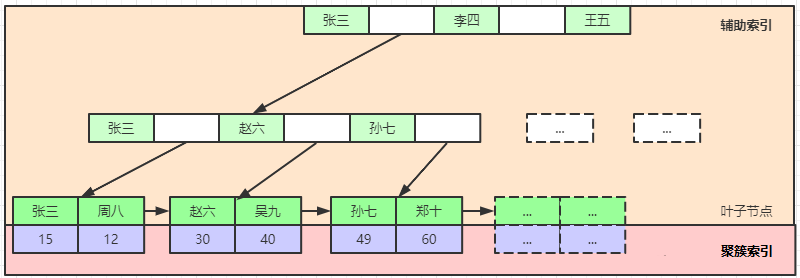 张三 李四 王五 辅助索引
张三 赵六 孙七 ... ...
张三 周八 赵六 吴九 孙七 郑十 ... ... 叶子节点
15 12 30 40 49 60 ... ... 聚簇索引